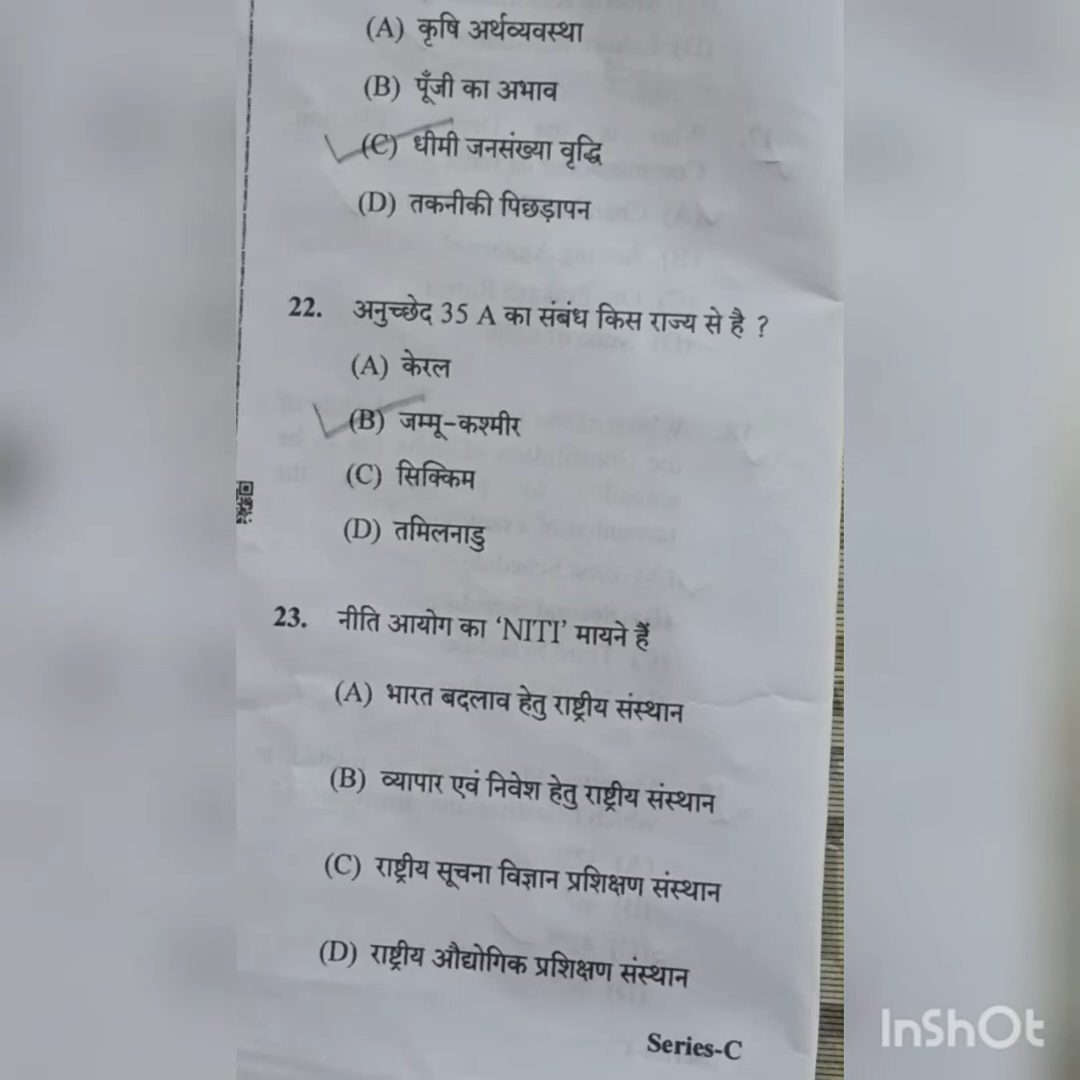 (A) कृषि अर्थव्यवस्था
(B) पूँजी का अभाव
(C) धीमी जनसंख्या वृद्धि
(D) तकनीकी पिछड़ापन
22. अनुच्छेद 35 A का संबंध किस राज्य से है ?
(A) केरल
(B) जम्मू-कश्मीर
(C) सिक्किम
(D) तमिलनाडु
23. नीति आयोग का ‘NITI’ मायने हैं
(A) भारत बदलाव हेतु राष्ट्रीय संस्थान
(B) व्यापार एवं निवेश हेतु राष्ट्रीय संस्थान
(C) राष्ट्रीय सूचना विज्ञान प्रशिक्षण संस्थान
(D) राष्ट्रीय औद्योगिक प्रशिक्षण संस्थान
Series-C
InShOt